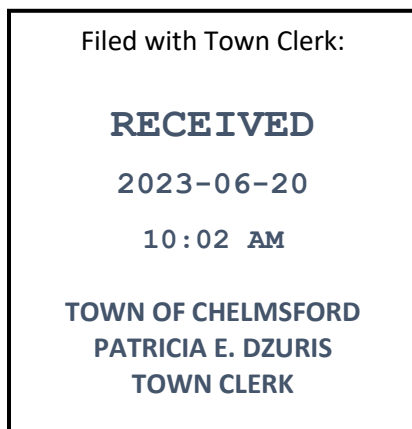 Filed with Town Clerk:
RECEIVED
2023-06-20
10:02 AM
TOWN OF CHELMSFORD
PATRICIA E. DZURIS
TOWN CLERK